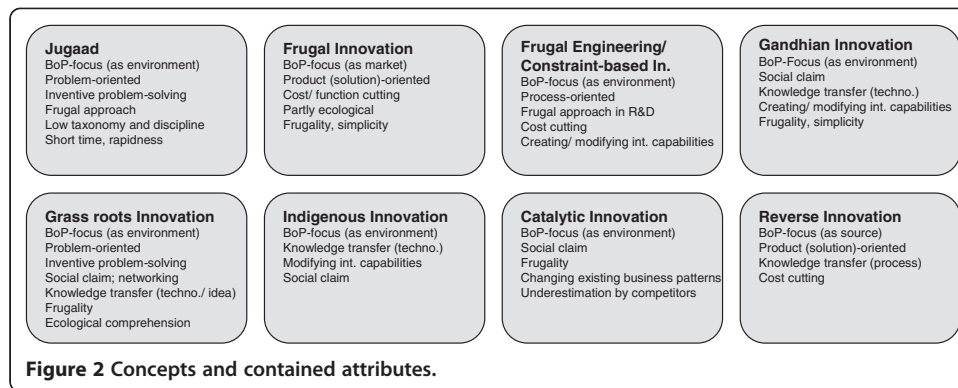 Jugaad
BoP-focus (as environment)
Problem-oriented
Inventive problem-solving
Frugal approach
Low taxonomy and discipline
Short time, rapidness
Frugal Innovation
BoP-focus (as market)
Product (solution)-oriented
Cost/ function cutting
Partly ecological
Frugality, simplicity
Frugal Engineering/
Constraint-based In.
BoP-focus (as environment)
Process-oriented
Frugal approach in R&D
Cost cutting
Creating/ modifying int. capabilities
Gandhian Innovation
BoP-Focus (as environment)
Social claim
Knowledge transfer (techno.)
Creating/ modifying int. capabilities
Frugality, simplicity
Grass roots Innovation
BoP-focus (as environment)
Problem-oriented
Inventive problem-solving
Social claim; networking
Knowledge transfer (techno./ idea)
Frugality
Ecological comprehension
Indigenous Innovation
BoP-focus (as environment)
Knowledge transfer (techno.)
Modifying int. capabilities
Social claim
Catalytic Innovation
BoP-focus (as environment)
Social claim
Frugality
Changing existing business patterns
Underestimation by competitors
Reverse Innovation
BoP-focus (as source)
Product (solution)-oriented
Knowledge transfer (process)
Cost cutting
Figure 2 Concepts and contained attributes.